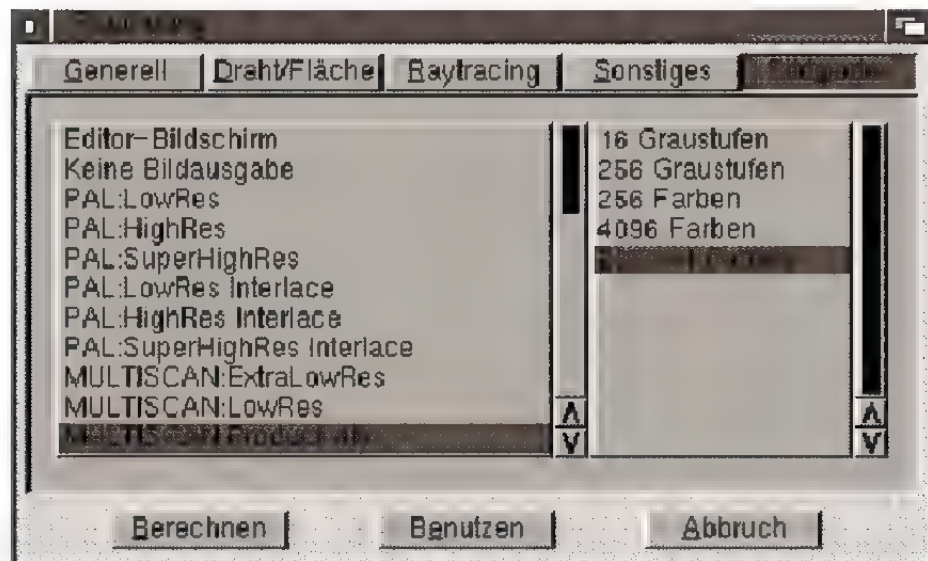 Generell Draht/Fläche Raytracing Sonstiges
Editor-Bildschirm
Keine Bildausgabe
PAL:LowRes
PAL:HighRes
PAL:SuperHighRes
PAL:LowRes Interlace
PAL:HighRes Interlace
PAL:SuperHighRes Interlace
MULTISCAN:ExtraLowRes
MULTISCAN:LowRes
MULTISCAN:Productivity
16 Graustufen
256 Graustufen
256 Farben
4096 Farben
Berechnen Benutzen Abbruch